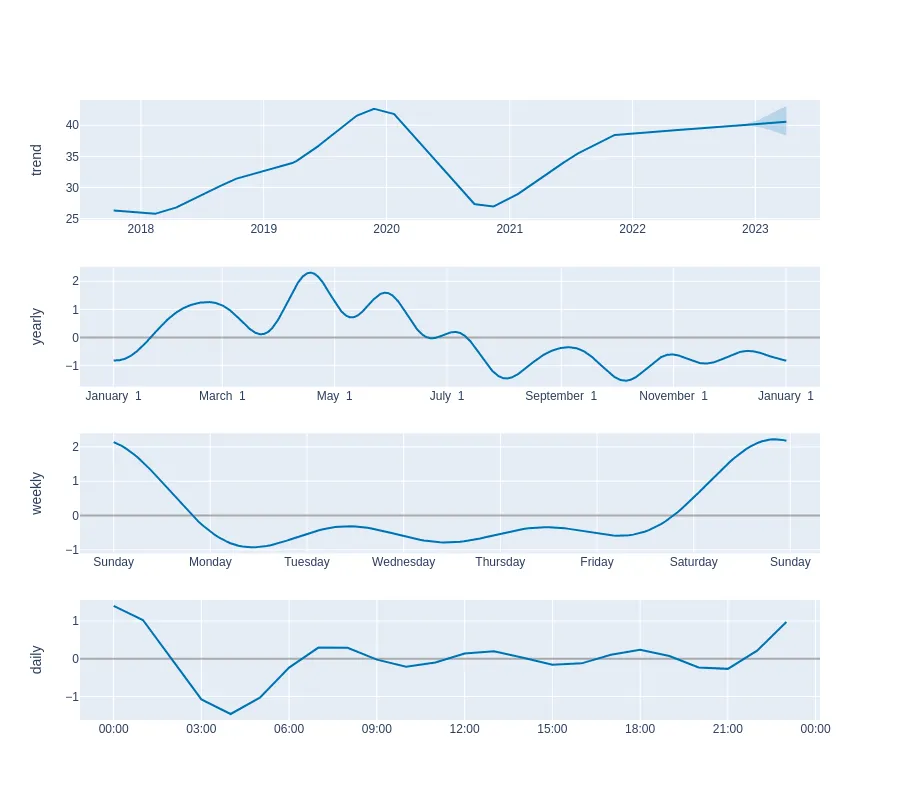 trend
40
35
30
25
2018 2019 2020 2021 2022 2023
yearly
2
1
0
−1
January 1 March 1 May 1 July 1 September 1 November 1 January 1
weekly
2
1
0
−1
Sunday Monday Tuesday Wednesday Thursday Friday Saturday Sunday
daily
1
0
−1
00:00 03:00 06:00 09:00 12:00 15:00 18:00 21:00 00:00